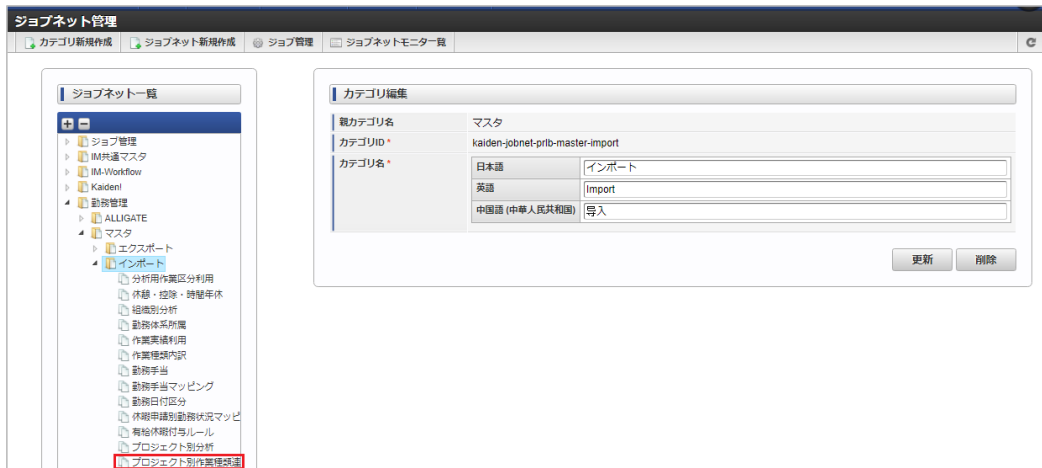 ジョブネット管理
カテゴリ新規作成 ジョブネット新規作成 ジョブ管理 ジョブネットモニタ一覧
ジョブネット一覧
ジョブ管理
IM共通マスタ
IM-Workflow
Kaiden!
勤務管理
ALLIGATE
マスタ
エクスポート
インポート
分析用作業区分利用
休憩・控除・時間年休
組織別分析
勤務体系所属
作業実績利用
作業種類内訳
勤務手当
勤務手当マッピング
勤務日付区分
休暇申請別勤務状況マッピ
有給休暇付与ルール
プロジェクト別分析
プロジェクト別作業種類連
カテゴリ編集
親カテゴリ名 マスタ
カテゴリID * kaiden-jobnet-prlb-master-import
カテゴリ名 * 日本語 インポート
英語 Import
中国語 (中華人民共和国) 导入
更新 削除